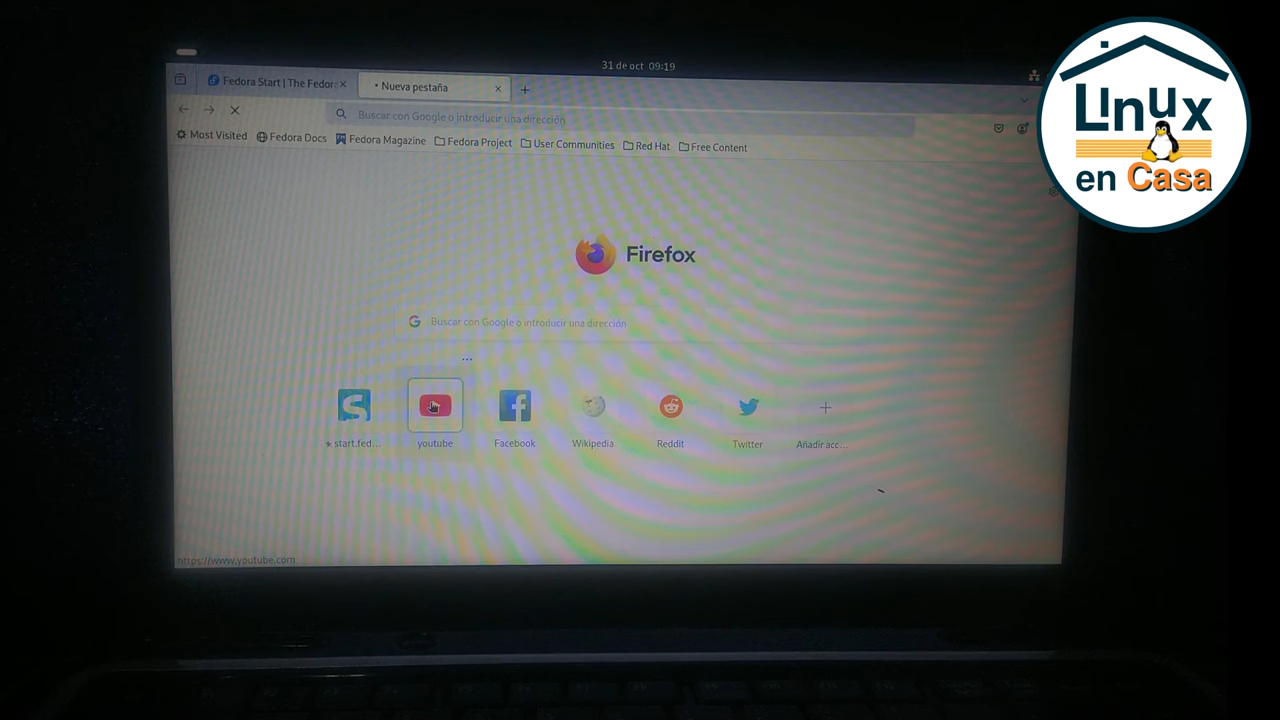 31 de oct 09:19
Fedora Start | The Fedor
Nueva pestaña
Buscar con Google o introducir una dirección
Most Visited
Fedora Docs
Fedora Magazine
Fedora Project
User Communities
Red Hat
Free Content
Firefox
Buscar con Google o introducir una dirección
start.fed...
youtube
Facebook
Wikipedia
Reddit
Twitter
Añadir acc...
https://www.youtube.com
Linux
en Casa